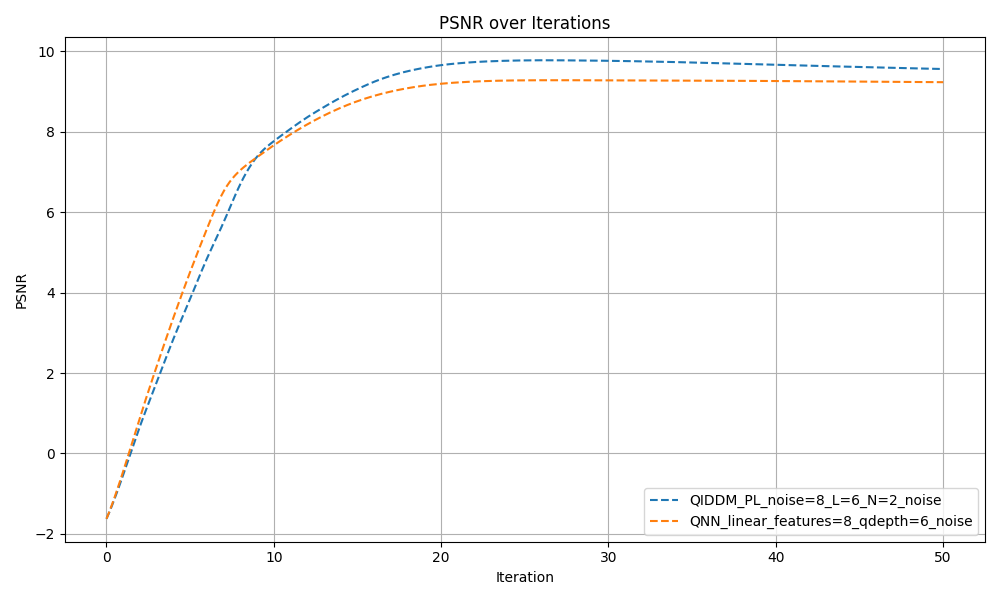 PSNR over Iterations
PSNR
10
8
6
4
2
0
−2
0 10 20 30 40 50
Iteration
QIDDM_PL_noise=8_L=6_N=2_noise
QNN_linear_features=8_qdepth=6_noise